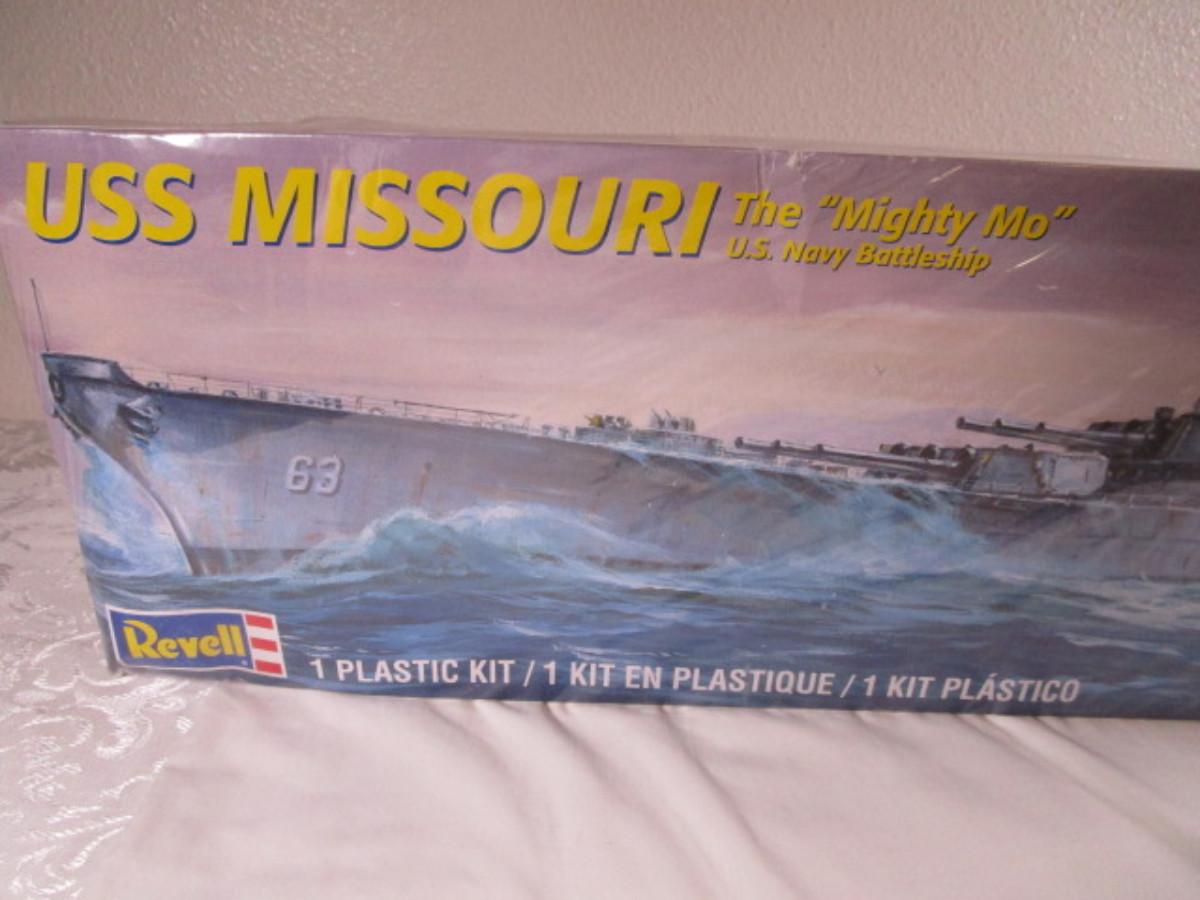 USS MISSOURI The "Mighty Mo"
U.S. Navy Battleship
63
Revell
1 PLASTIC KIT / 1 KIT EN PLASTIQUE / 1 KIT PLÁSTICO